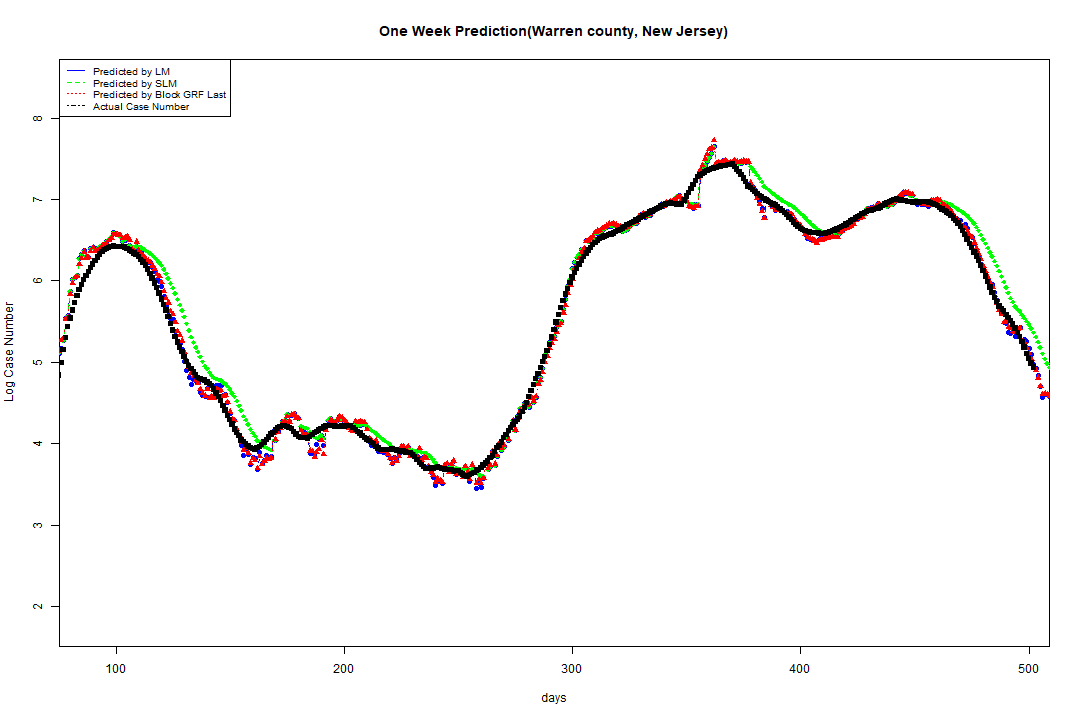 One Week Prediction(Warren county, New Jersey)
Predicted by LM
Predicted by SLM
Predicted by Block GRF Last
Actual Case Number
8
7
6
5
4
3
2
Log Case Number
100 200 300 400 500
days